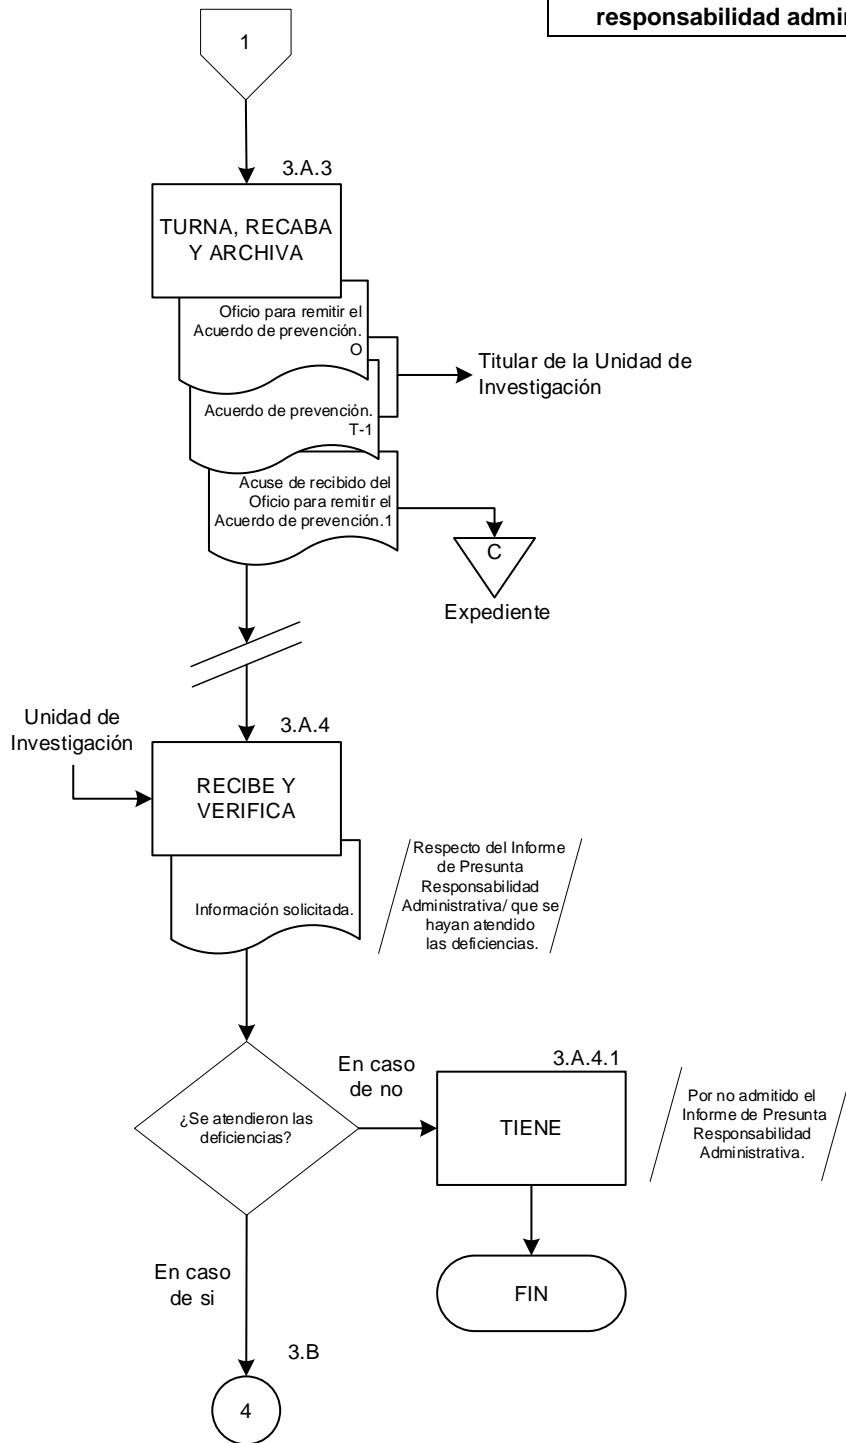 responsabilidad admi
1
3.A.3
TURNA, RECABA
Y ARCHIVA
Oficio para remitir el
Acuerdo de prevención.
O
Titular de la Unidad de
Investigación
Acuerdo de prevención.
T-1
Acuse de recibido del
Oficio para remitir el
Acuerdo de prevención.1
C
Expediente
Unidad de
Investigación
3.A.4
RECIBE Y
VERIFICA
Información solicitada.
Respecto del Informe
de Presunta
Responsabilidad
Administrativa/ que se
hayan atendido
las deficiencias.
¿Se atendieron las
deficiencias?
En caso
de no
3.A.4.1
TIENE
Por no admitido el
Informe de Presunta
Responsabilidad
Administrativa.
FIN
En caso
de si
3.B
4